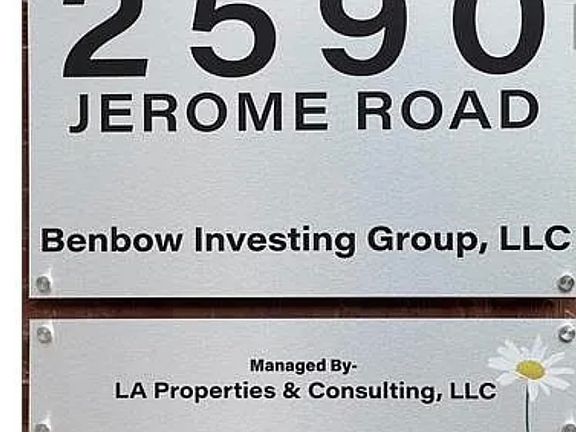 2590
JEROME ROAD
Benbow Investing Group, LLC
Managed By-
LA Properties & Consulting, LLC